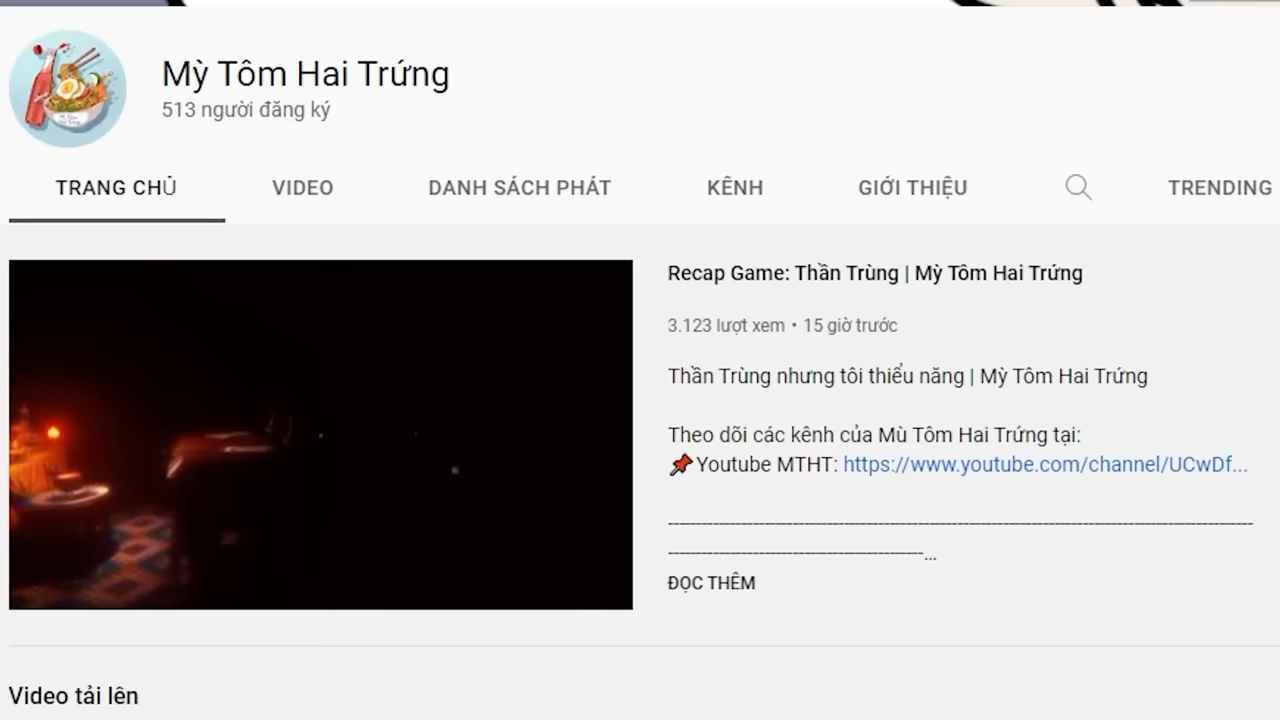 Mỳ Tôm Hai Trứng
513 người đăng ký
TRANG CHỦ VIDEO DANH SÁCH PHÁT KÊNH GIỚI THIỆU TRENDING
Recap Game: Thần Trùng | Mỳ Tôm Hai Trứng
3.123 lượt xem • 15 giờ trước
Thần Trùng nhưng tôi thiểu năng | Mỳ Tôm Hai Trứng
Theo dõi các kênh của Mù Tôm Hai Trứng tại:
📌Youtube MTHT: https://www.youtube.com/channel/UCwDf...
ĐỌC THÊM
Video tải lên